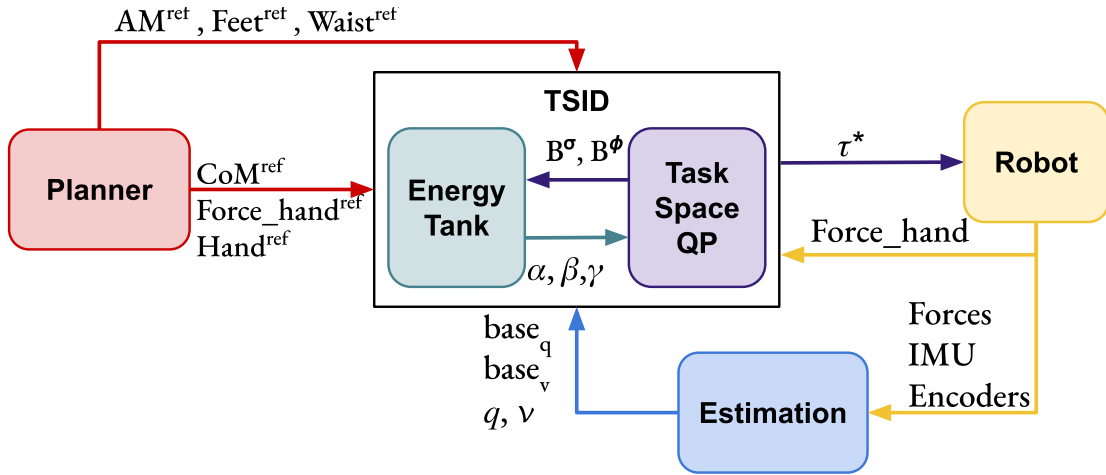 AM^ref , Feet^ref , Waist^ref
TSID
Planner
CoM^ref
Force_hand^ref
Hand^ref
Energy
Tank
B^σ, B^ϕ
α, β,γ
Task
Space
QP
τ*
Robot
Force_hand
Forces
IMU
Encoders
base_q
base_v
q, ν
Estimation